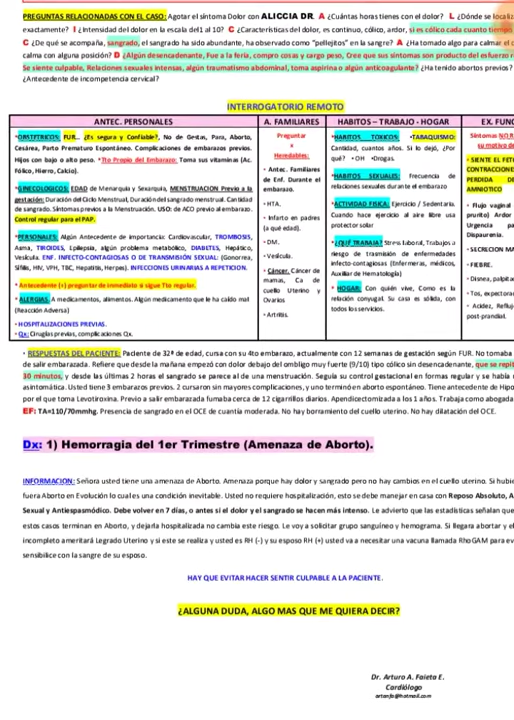 PREGUNTAS RELACIONADAS CON EL CASO: Agotar el síntoma Dolor con ALICCIA DR. A ¿Cuántas horas tienes con el dolor? L ¿Dónde se localiza
exactamente? I ¿Intensidad del dolor en la escala del 1 al 10? C ¿Características del dolor, es continuo, cólico, ardor, si es cólico cada cuanto tiempo
C ¿De qué se acompaña, sangrado, el sangrado ha sido abundante, ha observado como "pellejitos" en la sangre? A ¿Ha tomado algo para calmar el
calma con alguna posición? D ¿Algún desencadenante, Fue a la feria, compro cosas y cargo peso, Cree que sus síntomas son producto del esfuerzo
Se siente culpable, Relaciones sexuales intensas, algún traumatismo abdominal, toma aspirina o algún anticoagulante? ¿Ha tenido abortos previos?
¿Antecedente de incompetencia cervical?
INTERROGATORIO REMOTO
ANTEC. PERSONALES
*OBSTETRICOS: FUR... ¿Es segura y Confiable?, No de Gestas, Para, Aborto,
Cesárea, Parto Prematuro Espontáneo. Complicaciones de embarazos previos.
Hijos con bajo o alto peso. *Tto Propio del Embarazo: Toma sus vitaminas (Ac.
Fólico, Hierro, Calcio).
*GINECOLOGICOS: EDAD de Menarquia y Sexarquia, MENSTRUACION Previo a la
gestación: Duración del Ciclo Menstrual, Duración del sangrado menstrual. Cantidad
de sangrado. Síntomas previos a la Menstruación. USO: de ACO previo al embarazo.
Control regular para el PAP.
*PERSONALES: Algún Antecedente de importancia: Cardiovascular, TROMBOSIS,
Asma, TIROIDES, Epilepsia, algún problema metabólico, DIABETES, Hepático,
Vesícula. ENF. INFECTO-CONTAGIOSAS O DE TRANSMISIÓN SEXUAL: (Gonorrea,
Sífilis, HIV, VPH, TBC, Hepatitis, Herpes). INFECCIONES URINARIAS A REPETICION.
* Antecedente (+) preguntar de inmediato si sigue Tto regular.
* ALERGIAS: A medicamentos, alimentos. Algún medicamento que le ha caído mal
(Reacción Adversa)
• HOSPITALIZACIONES PREVIAS.
• Qx: Cirugías previas, complicaciones Qx.
A. FAMILIARES
Preguntar
x
Heredables:
• Antec. Familiares
de Enf. Durante el
embarazo.
• HTA.
• Infarto en padres
(a qué edad).
• DM.
• Vesícula.
• Cáncer. Cáncer de
mamas, Ca de
cuello Uterino y
Ovarios
• Artritis.
HABITOS – TRABAJO - HOGAR
*HABITOS TOXICOS: •TABAQUISMO:
Cantidad, cuantos años. Si lo dejó, ¿Por
qué? • OH •Drogas.
*HABITOS SEXUALES: Frecuencia de
relaciones sexuales durante el embarazo
*ACTIVIDAD FISICA: Ejercicio / Sedentaria.
Cuando hace ejercicio al aire libre usa
protector solar
*¿QUÉ TRABAJA? Stress laboral, Trabajos a
riesgo de trasmisión de enfermedades
infecto-contagiosas (Enfermeras, médicos,
Auxiliar de Hematología)
* HOGAR: Con quién vive, Como es la
relación conyugal. Su casa es sólida, con
todos los servicios.
EX. FUNC
Síntomas NO R
su motivo de
• SIENTE EL FET
CONTRACCIONE
PERDIDA DE
AMNIOTICO
• Flujo vaginal
prurito) Ardor
Urgencia pa
Dispaurenia.
• SECRECION MA
• FIEBRE.
• Disnea, palpita
• Tos, expectora
• Acidez, Refluj
post-prandial.
• RESPUESTAS DEL PACIENTE: Paciente de 32ª de edad, cursa con su 4to embarazo, actualmente con 12 semanas de gestación según FUR. No tomaba
de salir embarazada. Refiere que desde la mañana empezó con dolor debajo del ombligo muy fuerte (9/10) tipo cólico sin desencadenante, que se repit
30 minutos, y desde las últimas 2 horas el sangrado se parece al de una menstruación. Seguía su control gestacional en formas regular y se había
asintomática. Usted tiene 3 embarazos previos. 2 cursaron sin mayores complicaciones, y uno terminó en aborto espontáneo. Tiene antecedente de Hipo
por el que toma Levotiroxina. Previo a salir embarazada fumaba cerca de 12 cigarrillos diarios. Apendicectomizada a los 1 años. Trabaja como abogada
EF: TA=110/70mmhg. Presencia de sangrado en el OCE de cuantía moderada. No hay borramiento del cuello uterino. No hay dilatación del OCE.
Dx: 1) Hemorragia del 1er Trimestre (Amenaza de Aborto).
INFORMACION: Señora usted tiene una amenaza de Aborto. Amenaza porque hay dolor y sangrado pero no hay cambios en el cuello uterino. Si hubie
fuera Aborto en Evolución lo cual es una condición inevitable. Usted no requiere hospitalización, esto se debe manejar en casa con Reposo Absoluto, A
Sexual y Antiespasmódico. Debe volver en 7 días, o antes si el dolor y el sangrado se hacen más intenso. Le advierto que las estadísticas señalan que
estos casos terminan en Aborto, y dejarla hospitalizada no cambia este riesgo. Le voy a solicitar grupo sanguíneo y hemograma. Si llegara abortar y el
incompleto ameritará Legrado Uterino y si este se realiza y usted es RH (-) y su esposo RH (+) usted va a necesitar una vacuna llamada RhoGAM para ev
sensibilice con la sangre de su esposo.
HAY QUE EVITAR HACER SENTIR CULPABLE A LA PACIENTE.
¿ALGUNA DUDA, ALGO MAS QUE ME QUIERA DECIR?
Dr. Arturo A. Faieta E.
Cardiólogo
artanfa@hotmail.com